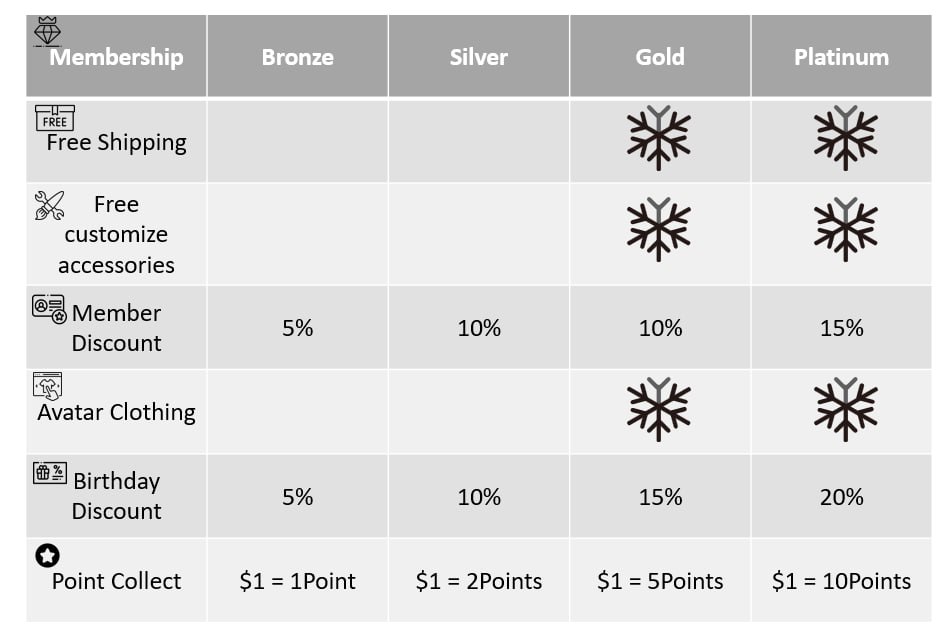 Membership Bronze Silver Gold Platinum
FREE
Free Shipping
Free
customize
accessories
Member
Discount
5% 10% 10% 15%
Avatar Clothing
%
Birthday
Discount
5% 10% 15% 20%
Point Collect $1 = 1Point $1 = 2Points $1 = 5Points $1 = 10Points